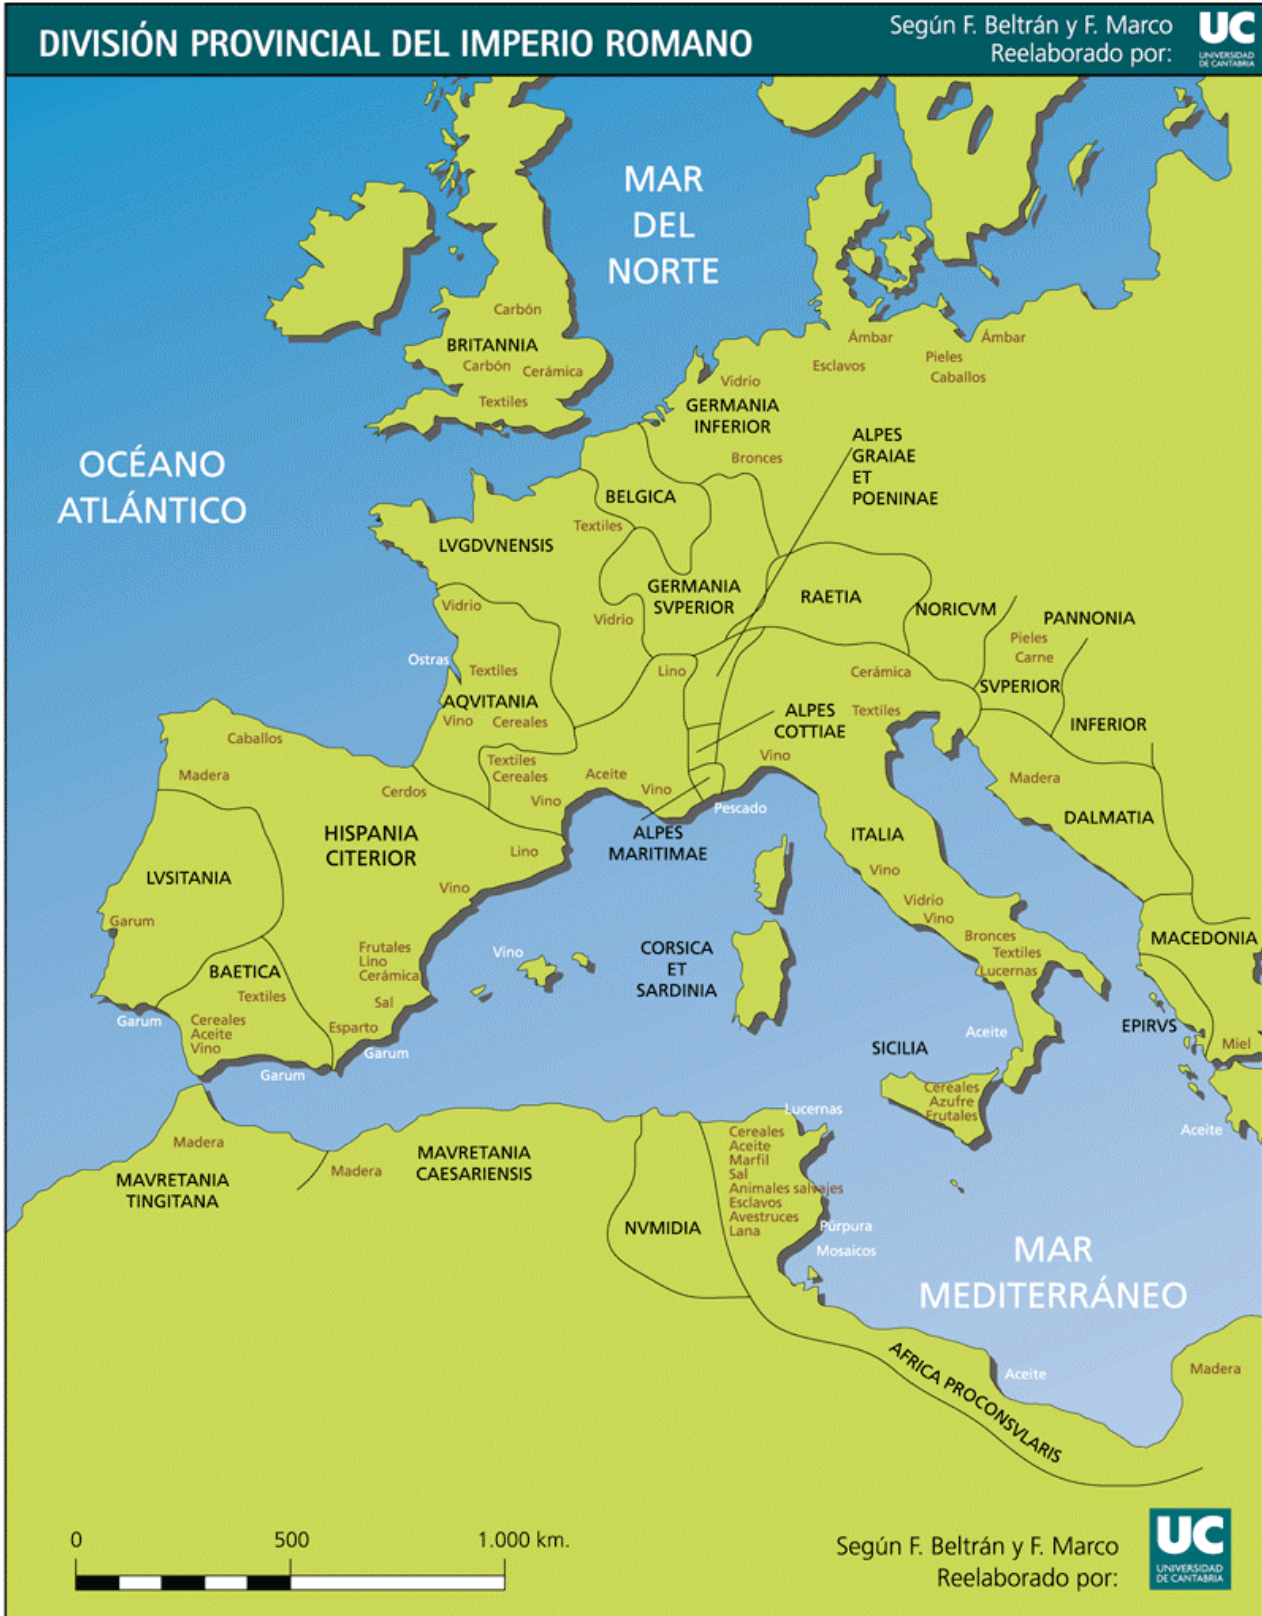 DIVISIÓN PROVINCIAL DEL IMPERIO ROMANO
Según F. Beltrán y F. Marco
Reelaborado por:
UC
UNIVERSIDAD
DE CANTABRIA
MAR
DEL
NORTE
Carbón
BRITANNIA
Carbón
Cerámica
Textiles
Ámbar
Ámbar
Esclavos
Pieles
Caballos
Vidrio
GERMANIA
INFERIOR
Bronces
ALPES
GRAIAE
ET
POENINAE
OCÉANO
ATLÁNTICO
BELGICA
Textiles
LVGDVNENSIS
GERMANIA
SVPERIOR
Vidrio
Vidrio
RAETIA
NORICVM
PANNONIA
Pieles
Carne
SVPERIOR
INFERIOR
Ostras
Textiles
Lino
Cerámica
AQVITANIA
Vino
Cereales
ALPES
COTTIAE
Textiles
Vino
Caballos
Madera
Textiles
Cereales
Aceite
Vino
Vino
Cerdos
Pescado
Madera
DALMATIA
HISPANIA
CITERIOR
ALPES
MARITIMAE
ITALIA
Lino
LVSITANIA
Vino
Vino
Garum
Vidrio
Vino
Bronces
Textiles
Lucernas
MACEDONIA
Frutales
Lino
Cerámica
Vino
CORSICA
ET
SARDINIA
BAETICA
Textiles
Sal
Garum
Cereales
Aceite
Vino
Esparto
Garum
Garum
Aceite
EPIRVS
Miel
SICILIA
Cereales
Azufre
Frutales
Aceite
Lucernas
Madera
MAVRETANIA
TINGITANA
Madera
MAVRETANIA
CAESARIENSIS
Cereales
Aceite
Marfil
Sal
Animales salvajes
Esclavos
Avestruces
Lana
NVMIDIA
Púrpura
Mosaicos
MAR
MEDITERRÁNEO
AFRICA PROCONSVLARIS
Aceite
Madera
0 500 1.000 km.
Según F. Beltrán y F. Marco
Reelaborado por:
UC
UNIVERSIDAD
DE CANTABRIA